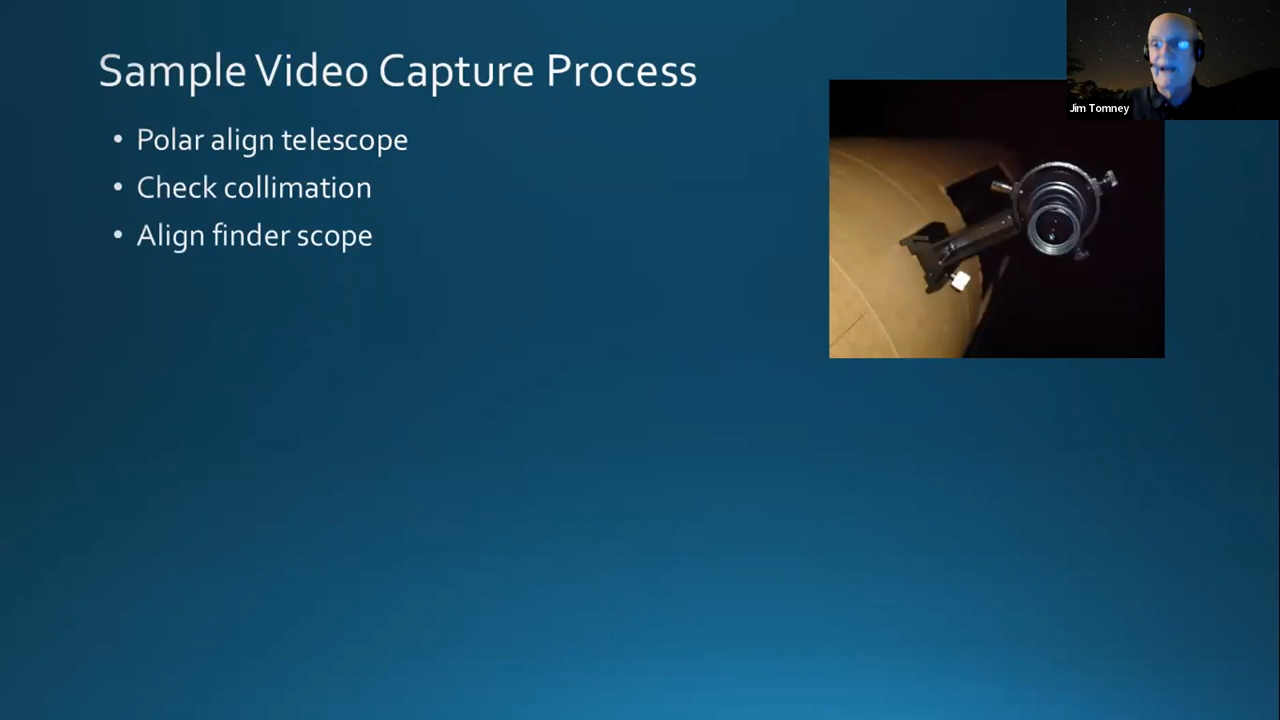 Sample Video Capture Process
• Polar align telescope
• Check collimation
• Align finder scope
Jim Tomney